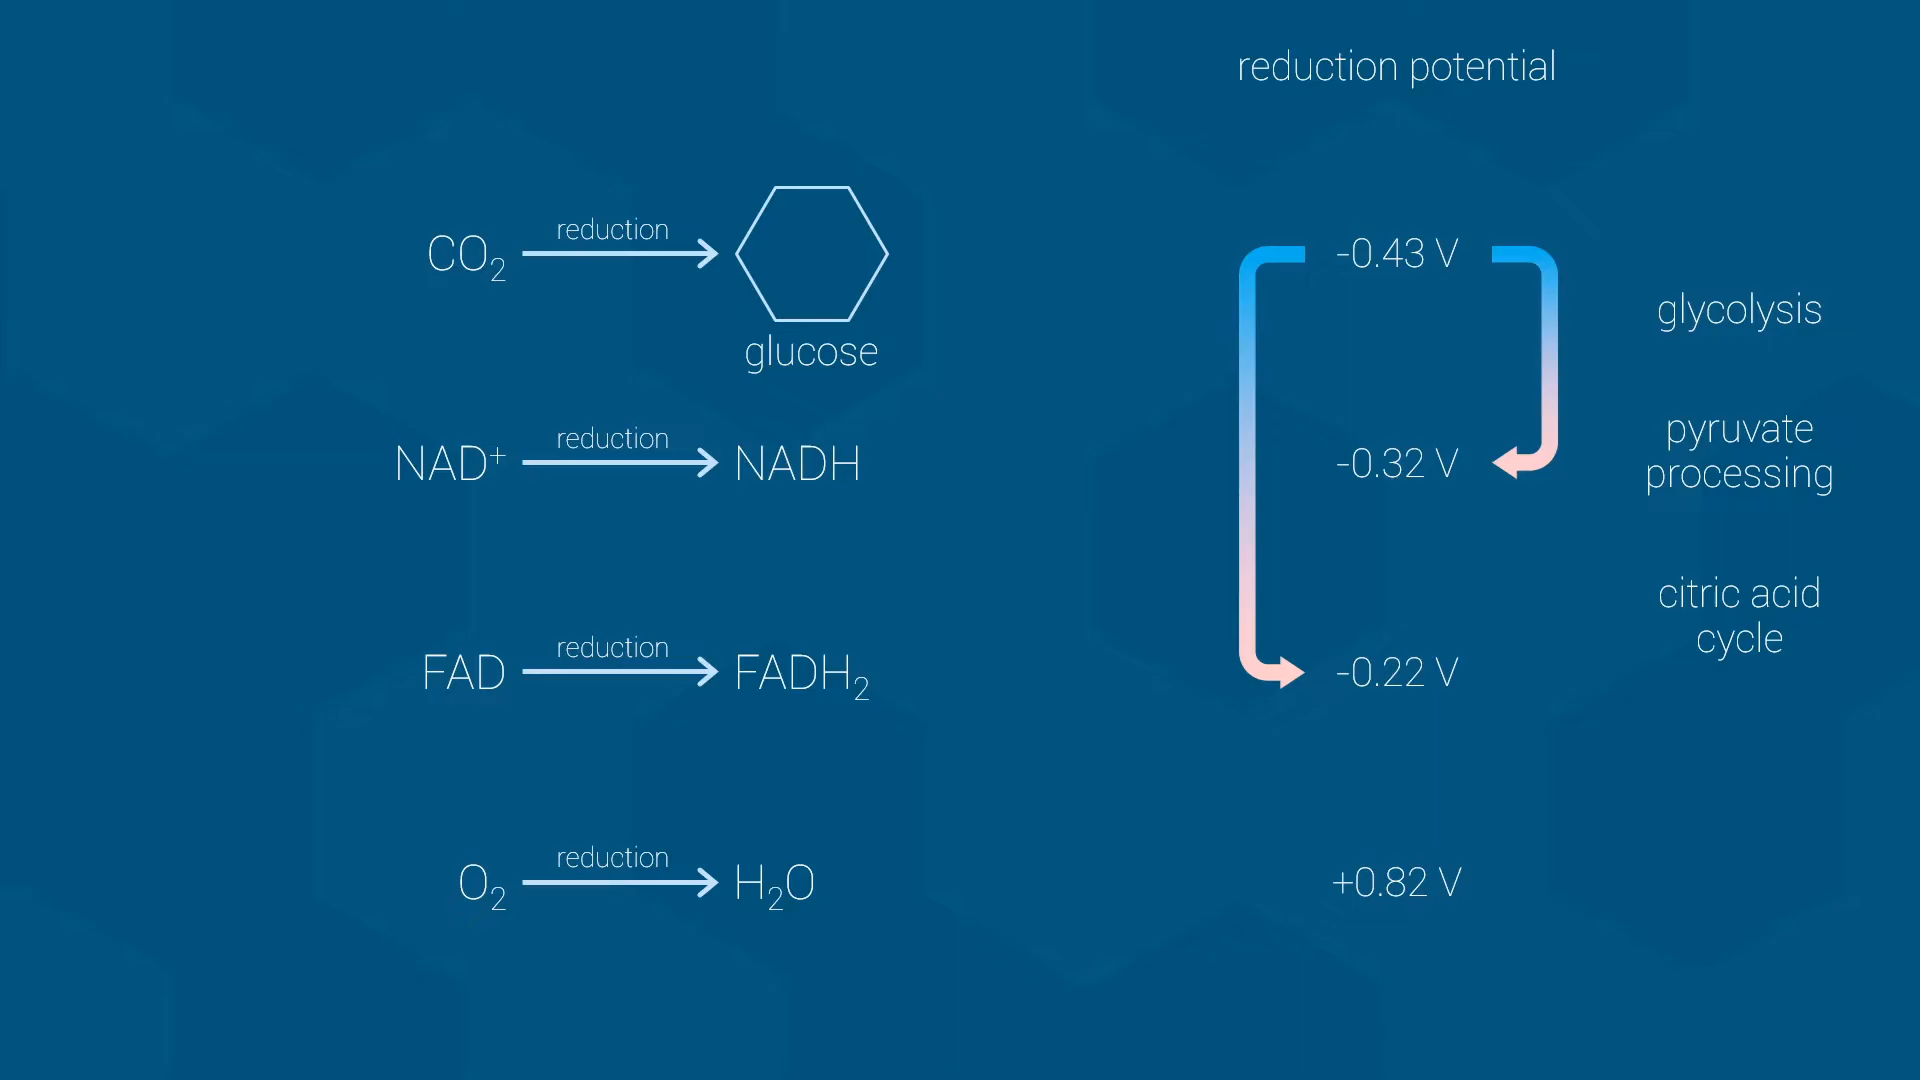 reduction potential
CO₂ reduction -0.43 V
glucose
glycolysis
NAD⁺ reduction NADH -0.32 V
pyruvate
processing
FAD reduction FADH₂ -0.22 V
citric acid
cycle
O₂ reduction H₂O +0.82 V